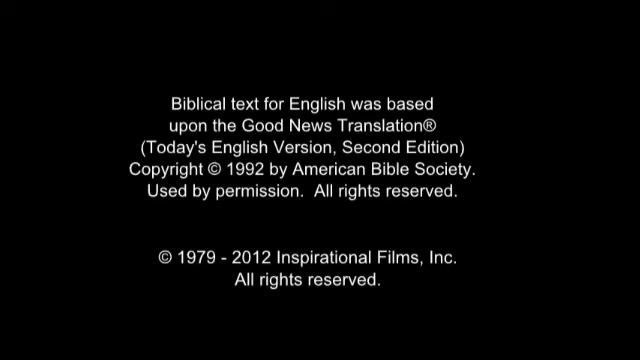 Biblical text for English was based
upon the Good News Translation®
(Today's English Version, Second Edition)
Copyright © 1992 by American Bible Society.
Used by permission.  All rights reserved.
© 1979 - 2012 Inspirational Films, Inc.
All rights reserved.